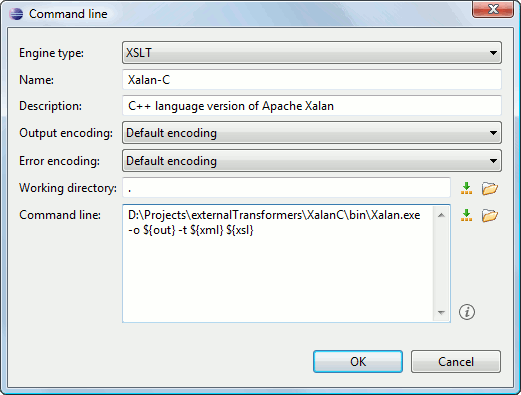 Command line
Engine type: XSLT
Name: Xalan-C
Description: C++ language version of Apache Xalan
Output encoding: Default encoding
Error encoding: Default encoding
Working directory: .
Command line: D:\Projects\externalTransformers\XalanC\bin\Xalan.exe
-o ${out} -t ${xml} ${xsl}
OK Cancel